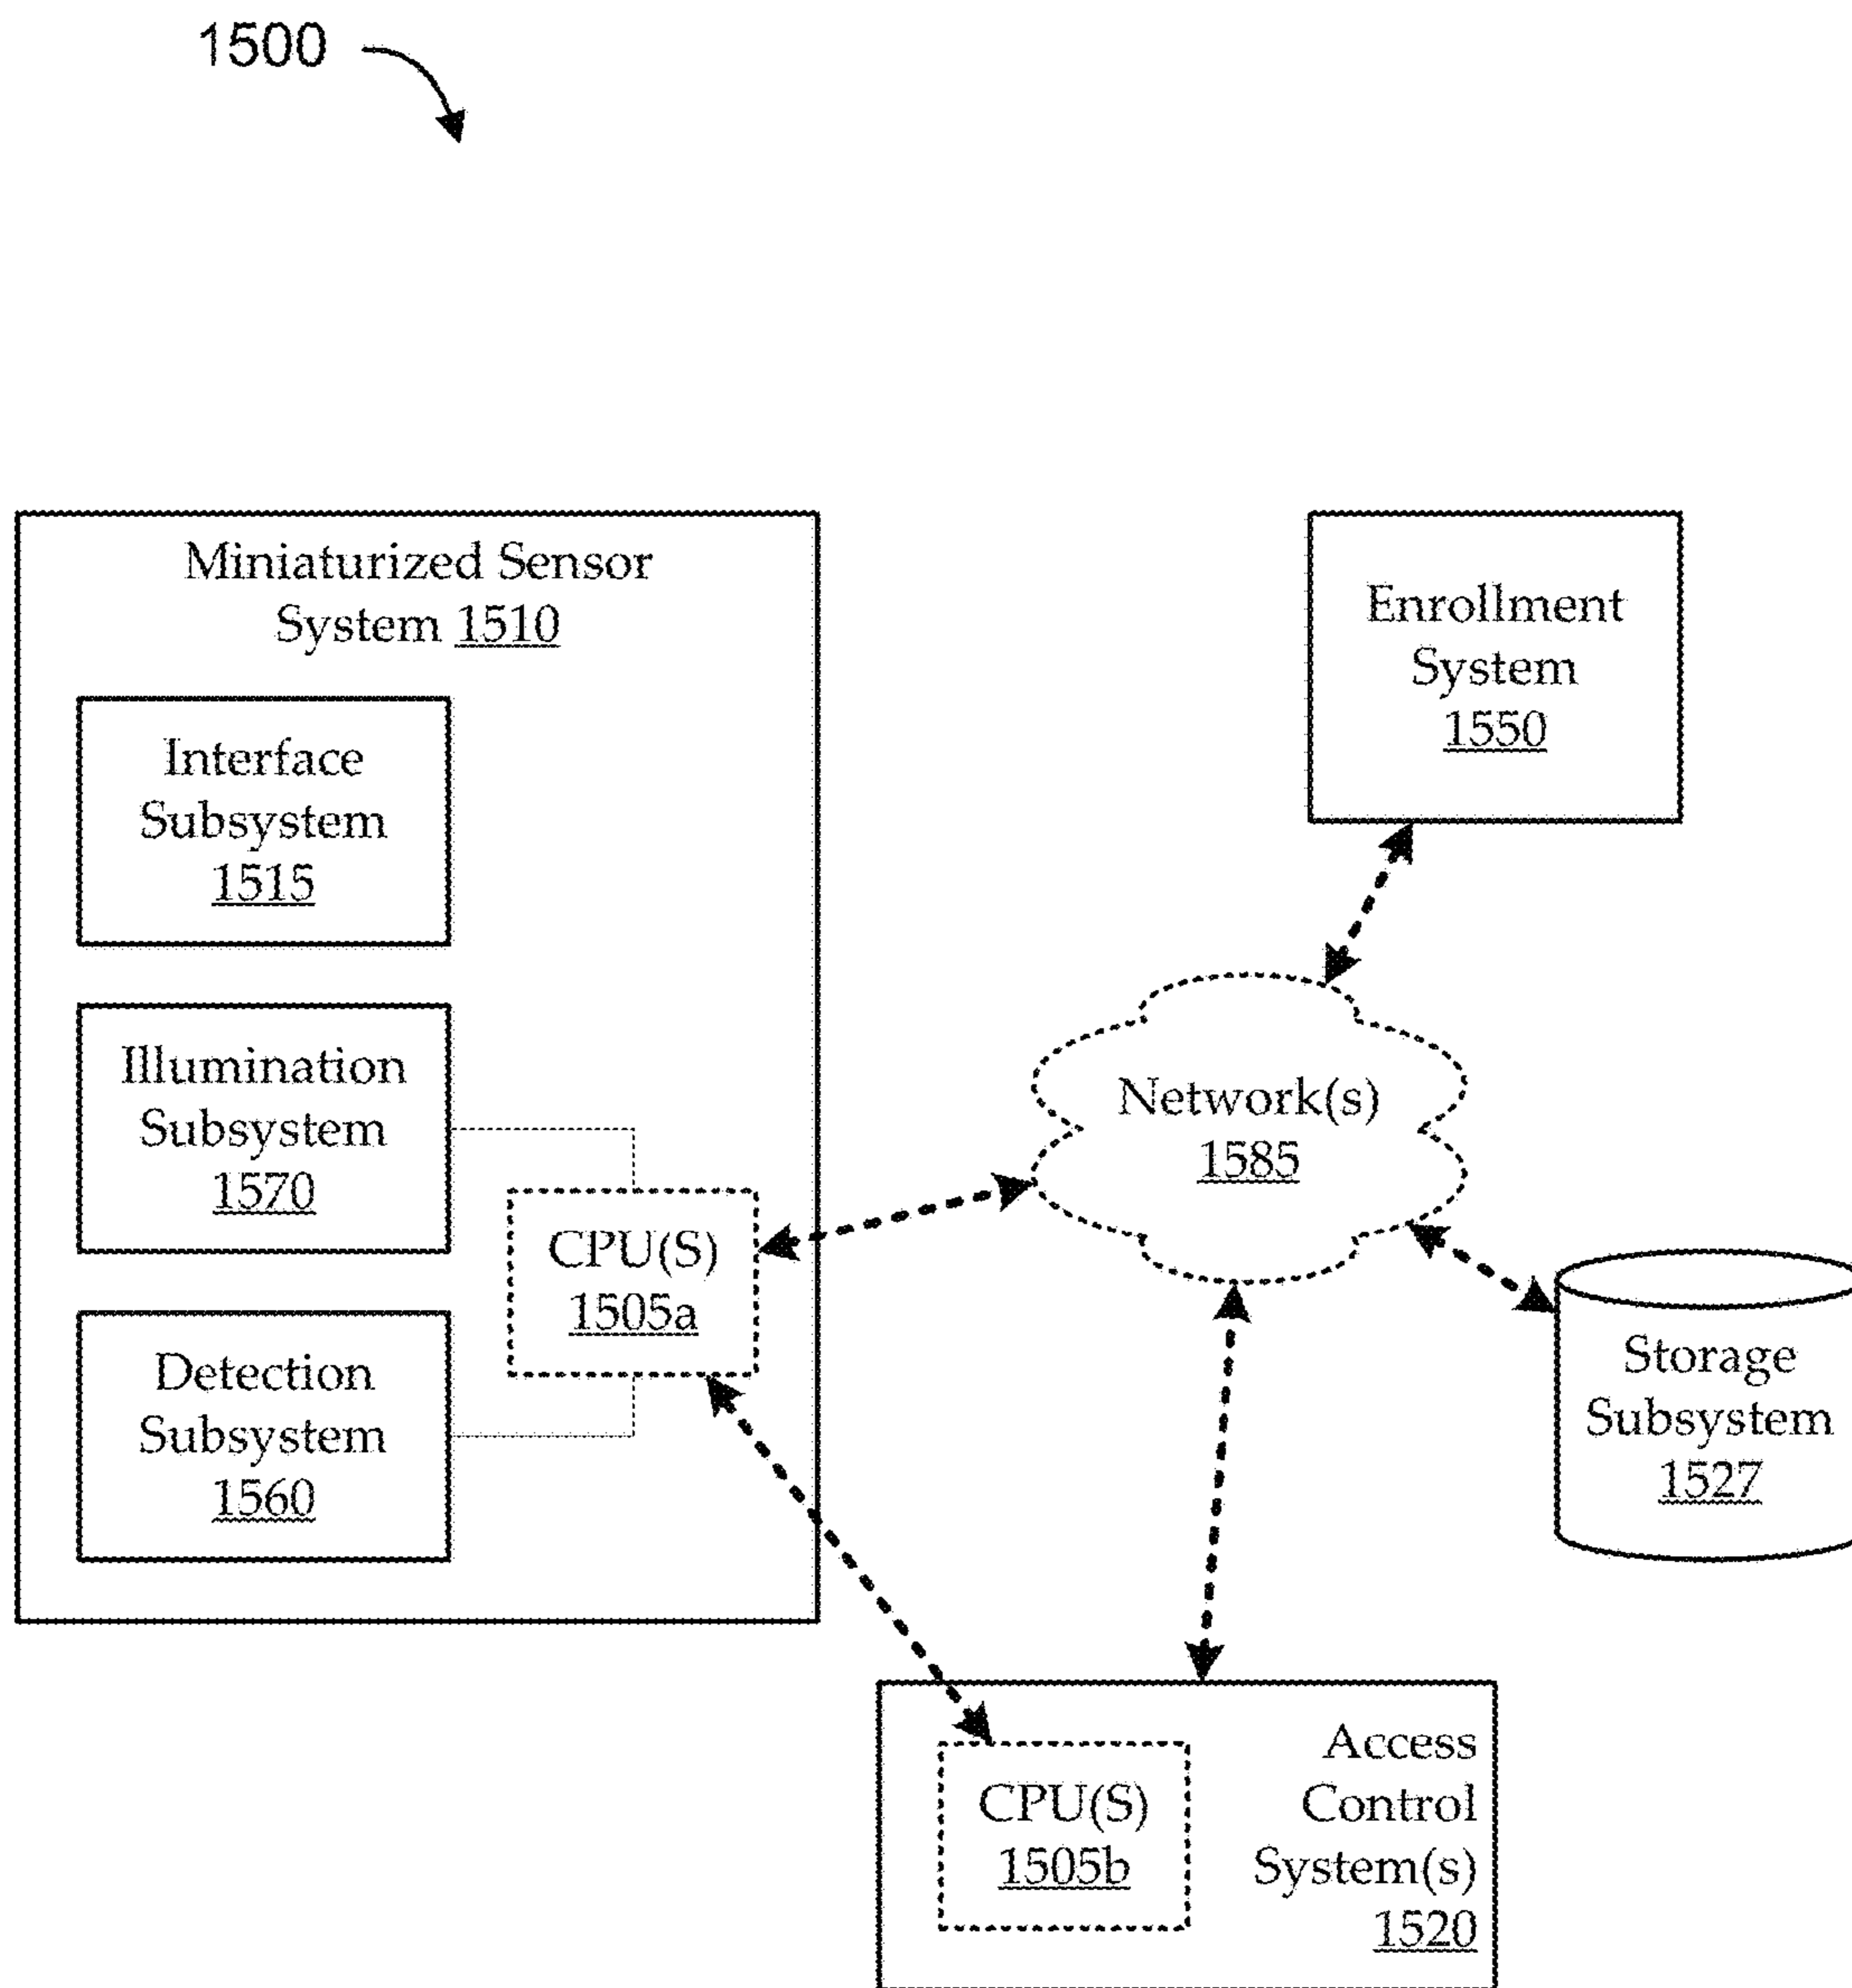 1500
Miniaturized Sensor
System 1510
Interface
Subsystem
1515
Illumination
Subsystem
1570
Detection
Subsystem
1560
CPU(S)
1505a
Enrollment
System
1550
Network(s)
1585
Storage
Subsystem
1527
CPU(S)
1505b
Access
Control
System(s)
1520